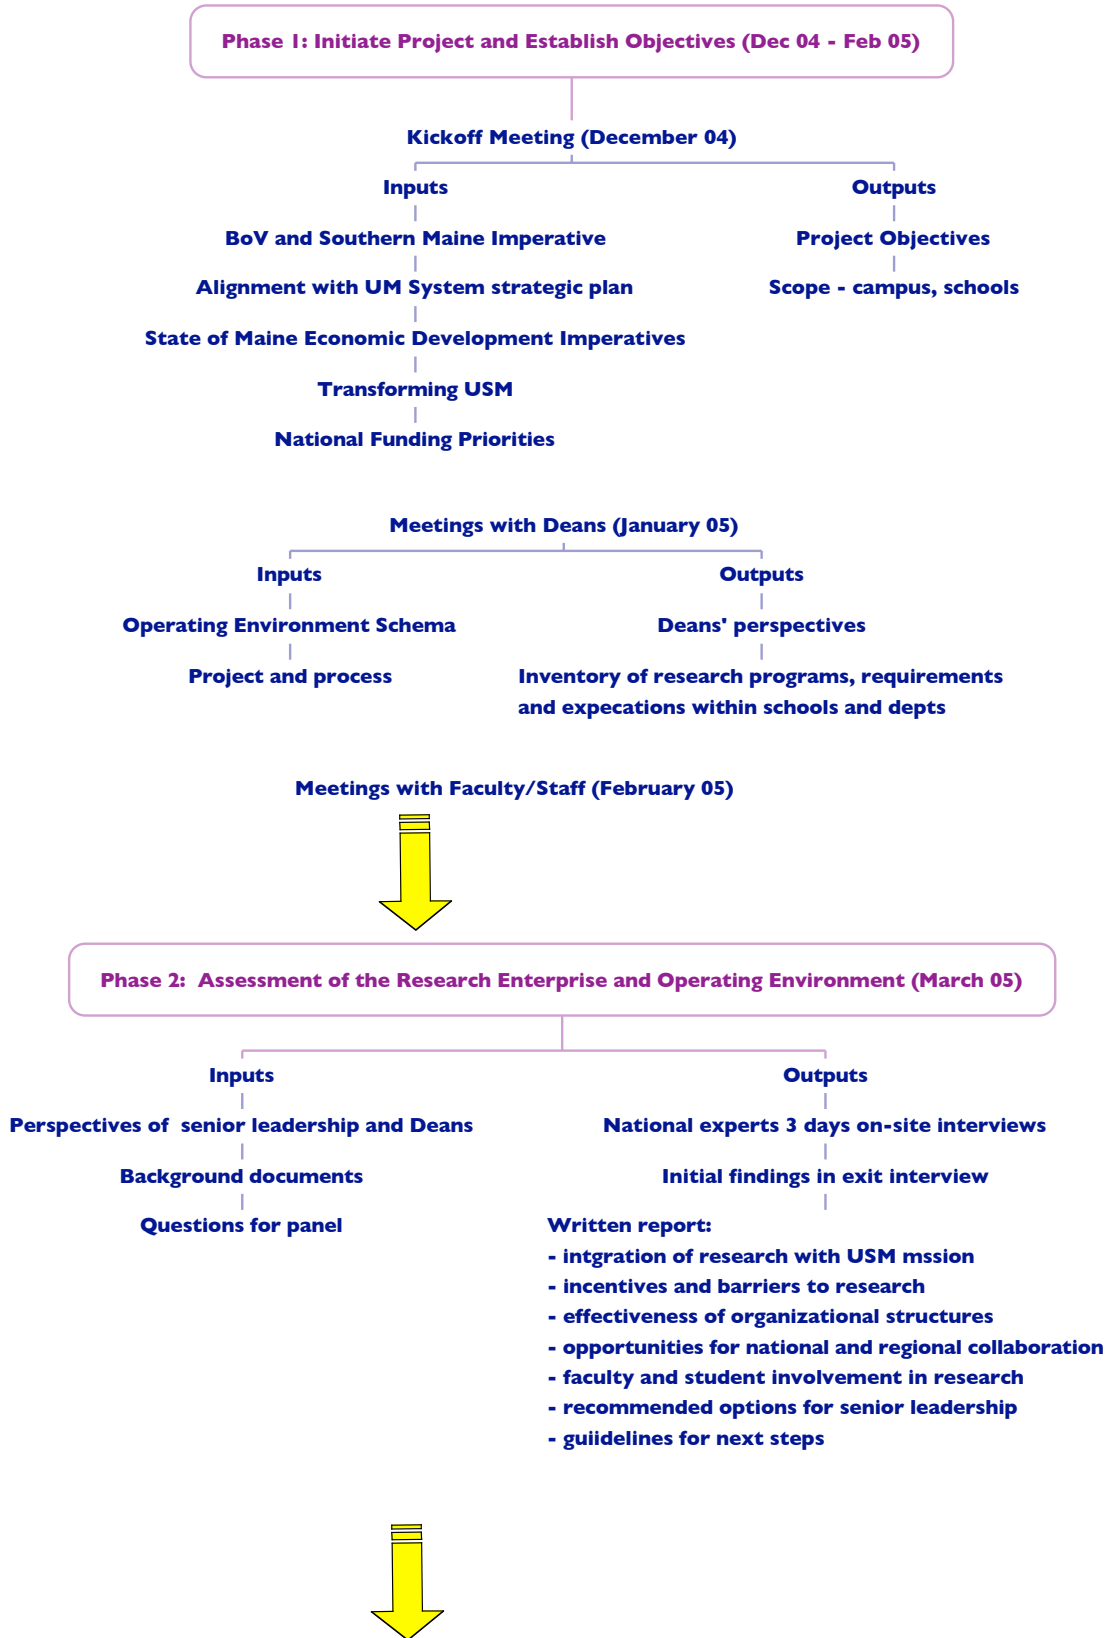 Phase 1: Initiate Project and Establish Objectives (Dec 04 - Feb 05)
Kickoff Meeting (December 04)
Inputs
BoV and Southern Maine Imperative
Alignment with UM System strategic plan
State of Maine Economic Development Imperatives
Transforming USM
National Funding Priorities
Outputs
Project Objectives
Scope - campus, schools
Meetings with Deans (January 05)
Inputs
Operating Environment Schema
Project and process
Outputs
Deans' perspectives
Inventory of research programs, requirements
and expecations within schools and depts
Meetings with Faculty/Staff (February 05)
Phase 2:  Assessment of the Research Enterprise and Operating Environment (March 05)
Inputs
Perspectives of  senior leadership and Deans
Background documents
Questions for panel
Outputs
National experts 3 days on-site interviews
Initial findings in exit interview
Written report:
- intgration of research with USM mssion
- incentives and barriers to research
- effectiveness of organizational structures
- opportunities for national and regional collaboration
- faculty and student involvement in research
- recommended options for senior leadership
- guiidelines for next steps